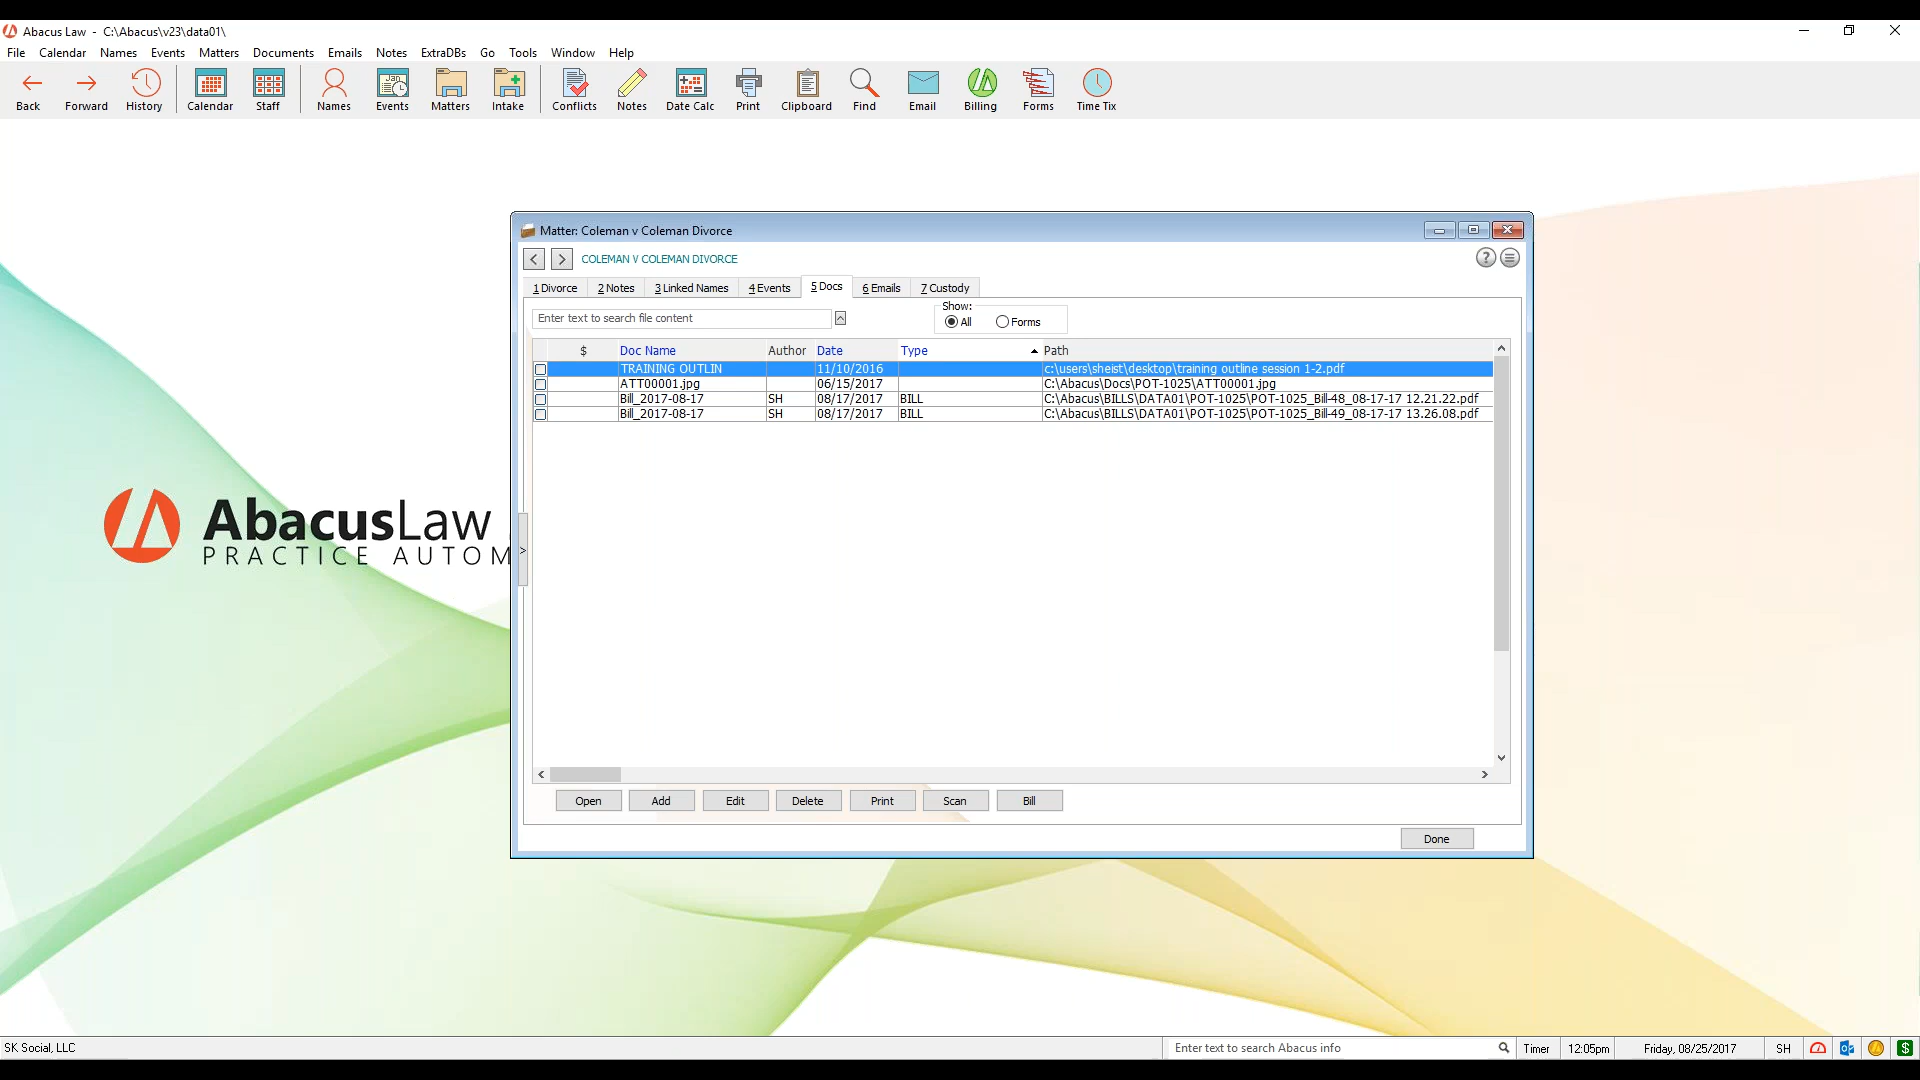 Abacus Law - C:\Abacus\v23\data01\
File Calendar Names Events Matters Documents Emails Notes ExtraDBs Go Tools Window Help
Back Forward History Calendar Staff Names Events Matters Intake Conflicts Notes Date Calc Print Clipboard Find Email Billing Forms Time Tix
Matter: Coleman v Coleman Divorce
COLEMAN V COLEMAN DIVORCE
1 Divorce 2 Notes 3 Linked Names 4 Events 5 Docs 6 Emails 7 Custody
Show:
Enter text to search file content All Forms
$ Doc Name Author Date Type Path
TRAINING OUTLIN 11/10/2016 c:\users\sheist\desktop\training outline session 1-2.pdf
ATT00001.jpg 06/15/2017 C:\Abacus\Docs\POT-1025\ATT00001.jpg
Bill_2017-08-17 SH 08/17/2017 BILL C:\Abacus\BILLS\DATA01\POT-1025\POT-1025_Bill-48_08-17-17 12.21.22.pdf
Bill_2017-08-17 SH 08/17/2017 BILL C:\Abacus\BILLS\DATA01\POT-1025\POT-1025_Bill-49_08-17-17 13.26.08.pdf
AbacusLaw
PRACTICE AUTOM
Open Add Edit Delete Print Scan Bill
Done
SK Social, LLC Enter text to search Abacus info Timer 12:05pm Friday, 08/25/2017 SH